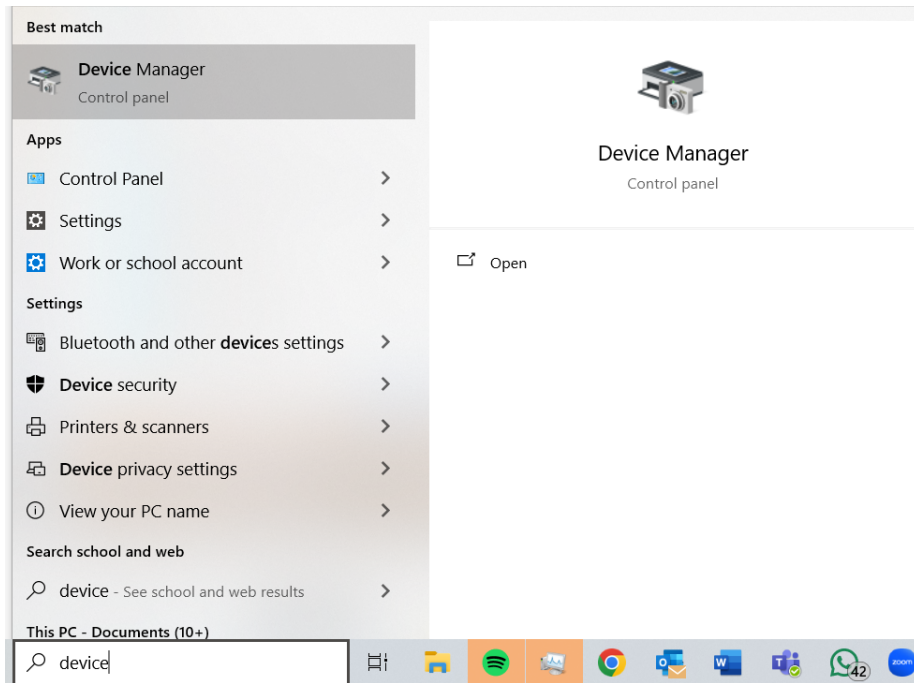 Best match
Device Manager
Control panel
Apps
Control Panel
Settings
Work or school account
Settings
Bluetooth and other devices settings
Device security
Printers & scanners
Device privacy settings
View your PC name
Search school and web
device - See school and web results
This PC - Documents (10+)
device
Device Manager
Control panel
Open
42
zoom